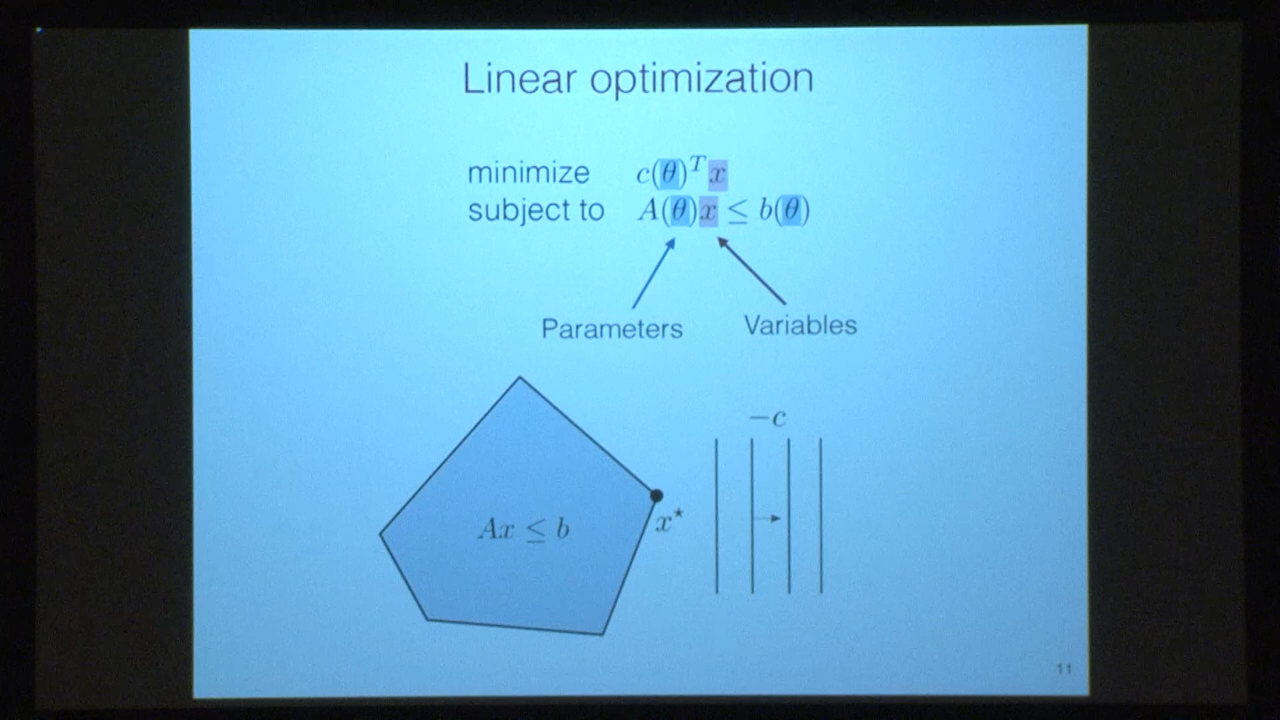 Linear optimization
minimize c(θ)ᵀx
subject to A(θ)x ≤ b(θ)
Parameters
Variables
−c
x⋆
Ax ≤ b
11